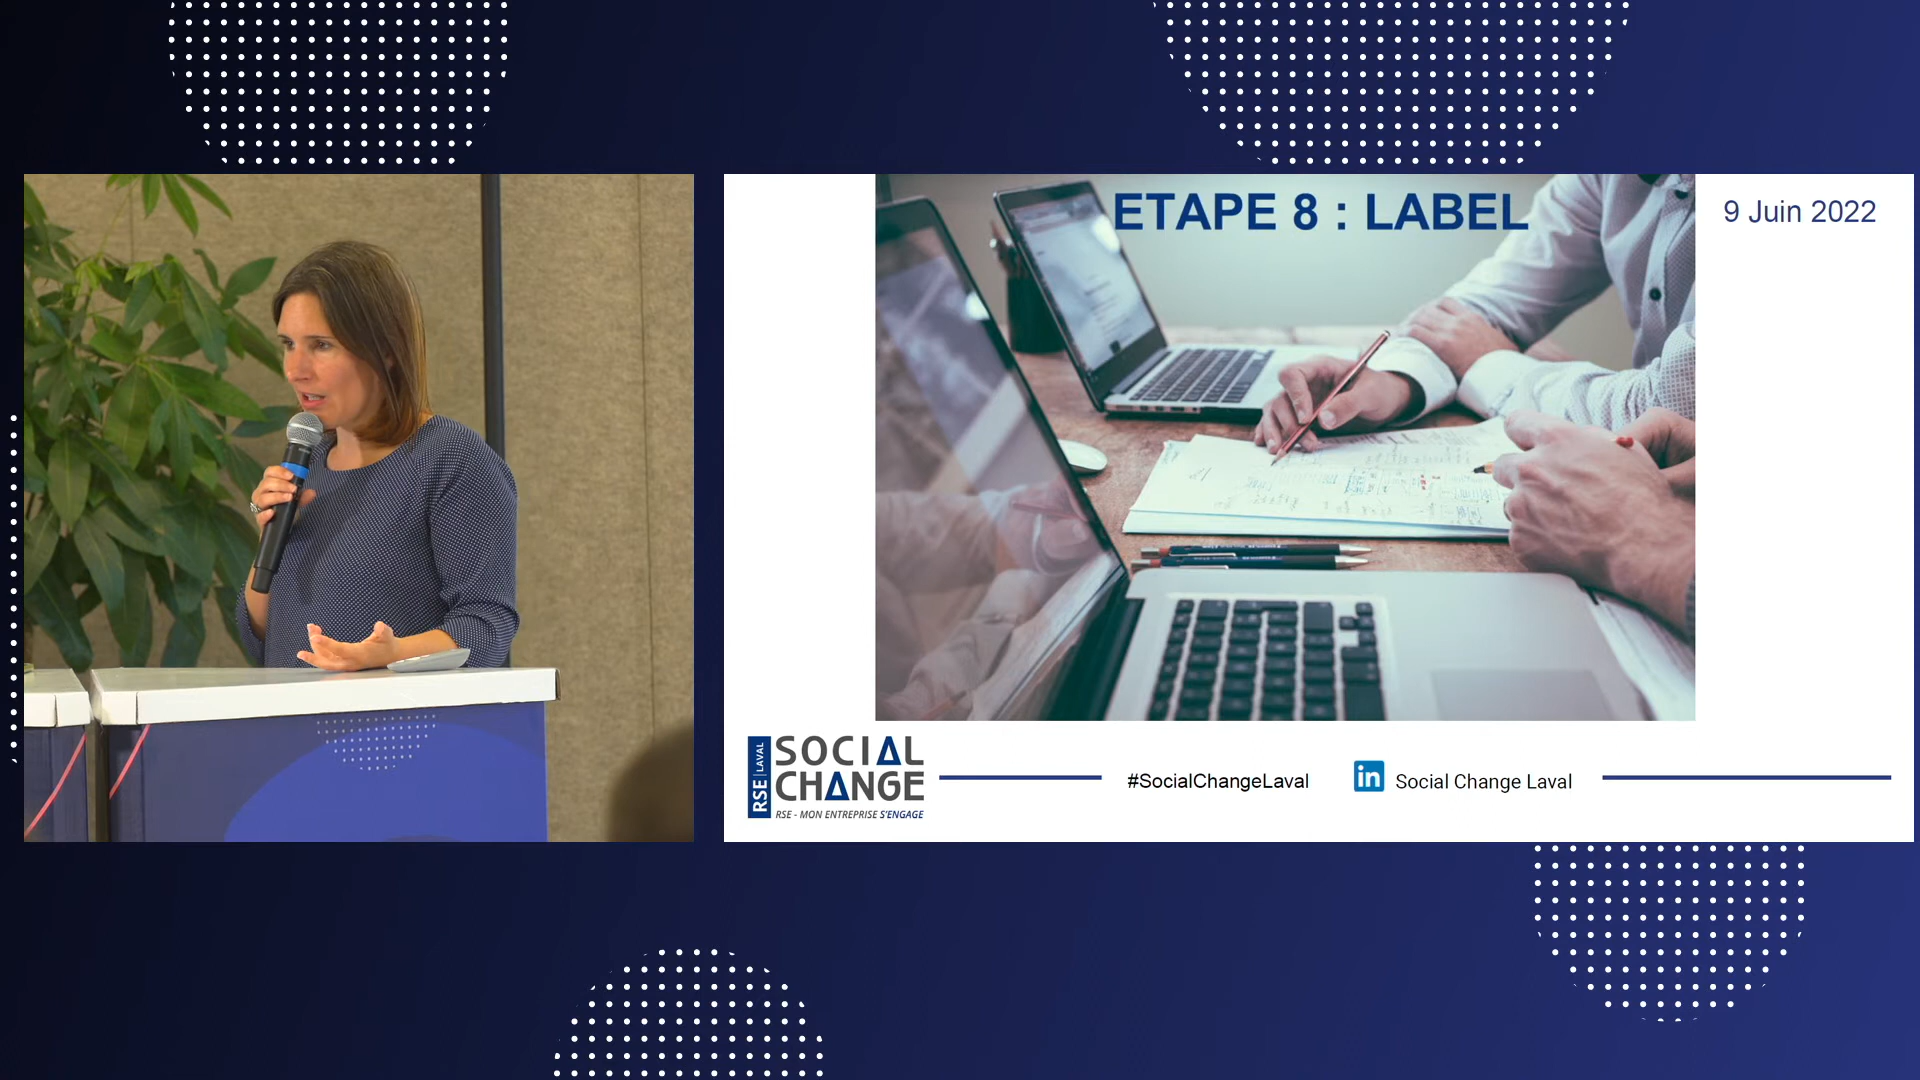 ETAPE 8 : LABEL
9 Juin 2022
RSE | LAVAL
SOCIAL
CHANGE
RSE - MON ENTREPRISE S'ENGAGE
#SocialChangeLaval
in Social Change Laval